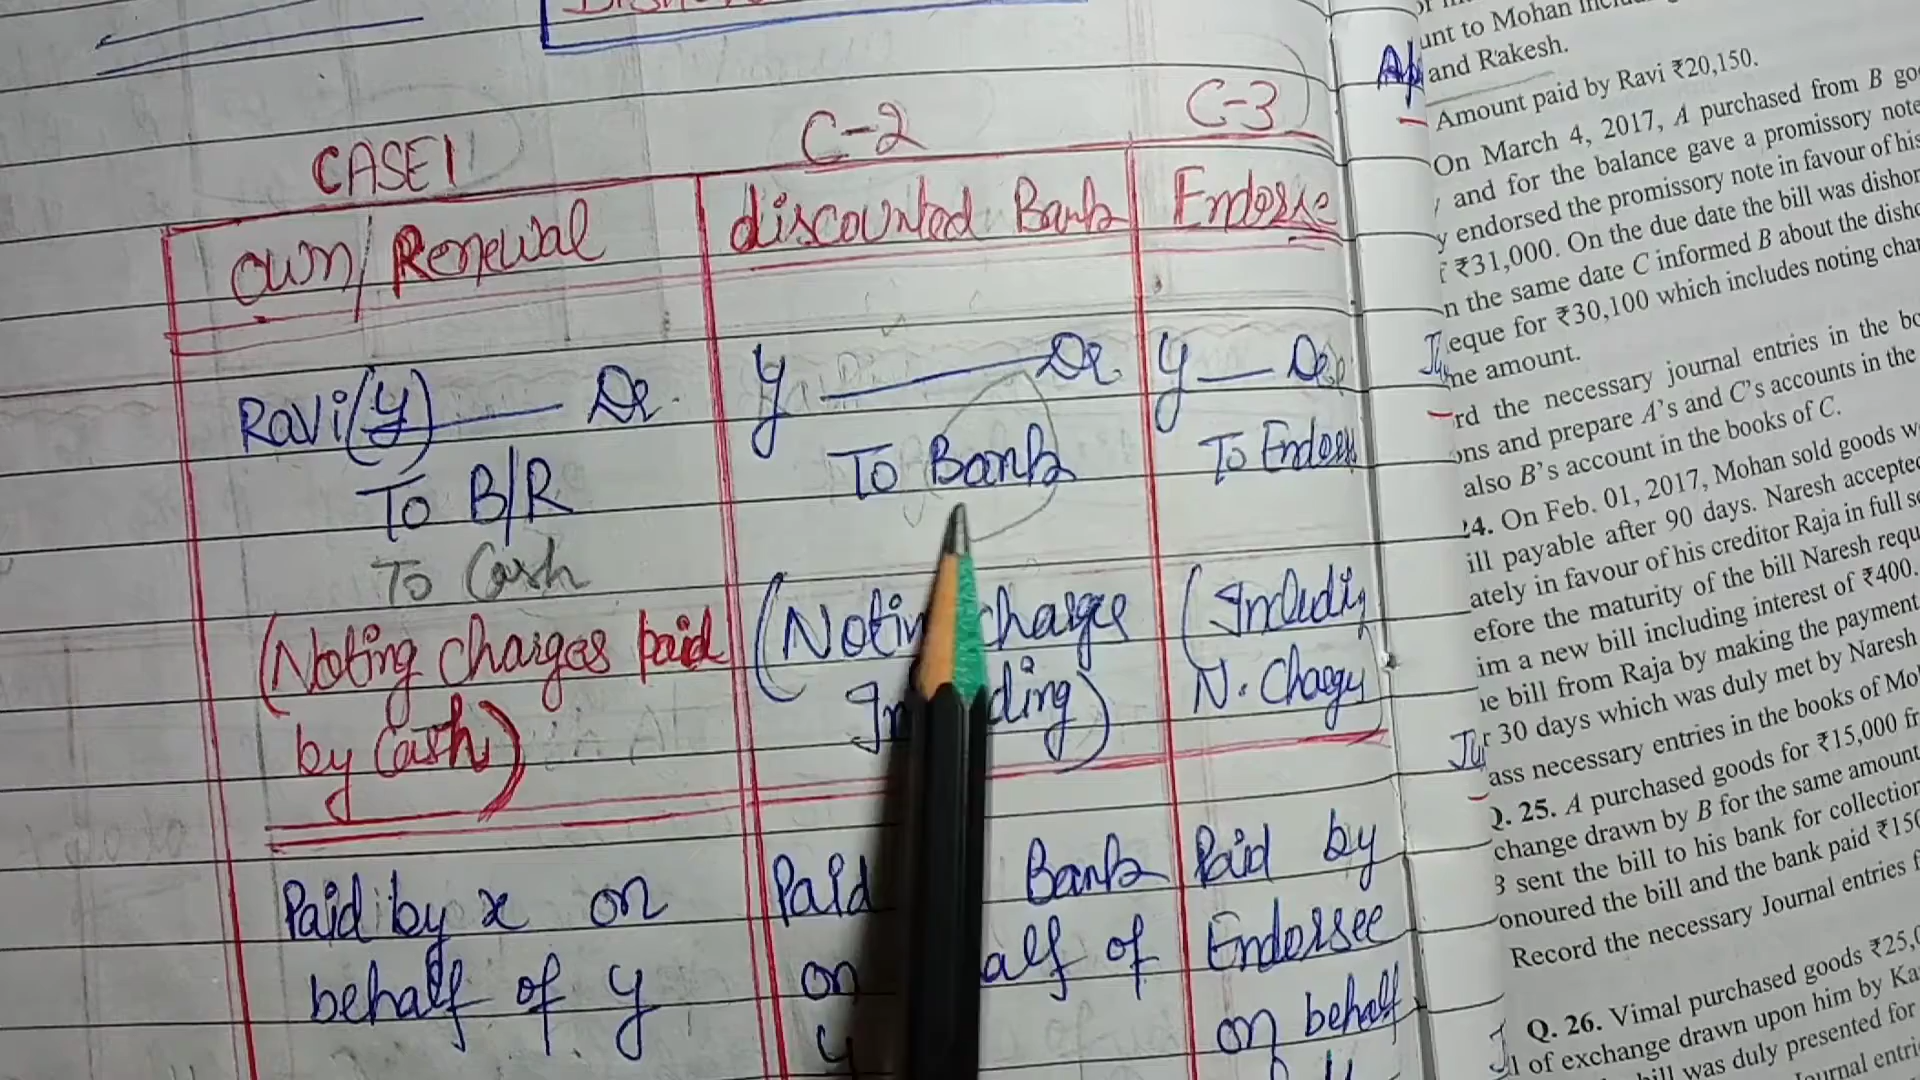 CASE I
C-2
C-3
own/Renewal
discounted Bank
Endorse
Ravi(y) — Dr.
To B/R
To Cash
(Noting charges paid
by Cash)
Paid by x on
behalf of y
y — Dr.
To Bank
(Noting charges
Paid Bank
on
y
y — Dr.
To Endors
(Includi
N. Chargy
Paid by
Endorsee
on behalf
unt to Mohan
and Rakesh.
Amount paid by Ravi ₹20,150.
On March 4, 2017, A purchased from B go
and for the balance gave a promissory note
y endorsed the promissory note in favour of his
₹31,000. On the due date the bill was dishon
n the same date C informed B about the disho
eque for ₹30,100 which includes noting char
me amount.
rd the necessary journal entries in the bo
ons and prepare A's and C's accounts in the
also B's account in the books of C.
24. On Feb. 01, 2017, Mohan sold goods w
ill payable after 90 days. Naresh accepted
ately in favour of his creditor Raja in full se
efore the maturity of the bill Naresh requ
im a new bill including interest of ₹400.
e bill from Raja by making the payment
r 30 days which was duly met by Naresh
ass necessary entries in the books of Mo
Q. 25. A purchased goods for ₹15,000 fr
change drawn by B for the same amount
B sent the bill to his bank for collection
onoured the bill and the bank paid ₹150
Record the necessary Journal entries
Q. 26. Vimal purchased goods ₹25,0
l of exchange drawn upon him by Ka
bill was duly presented for
Journal entri